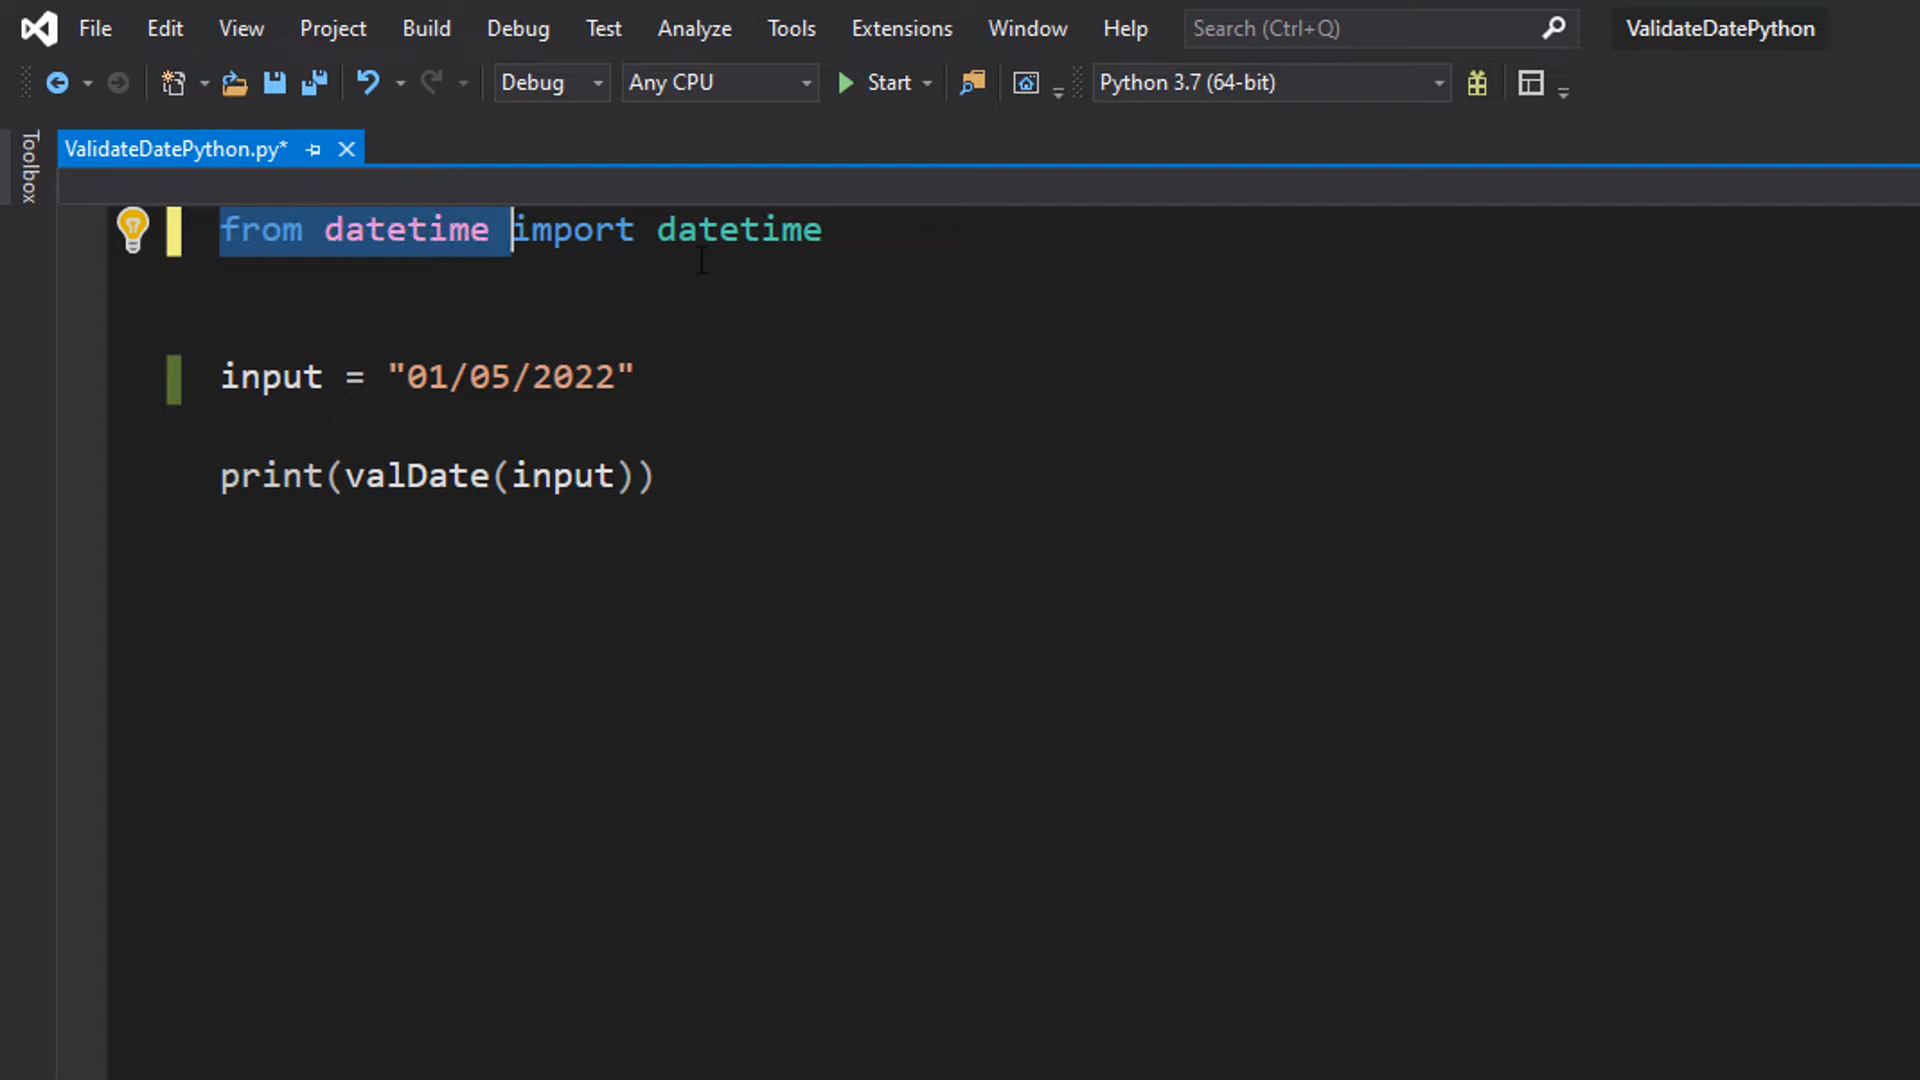 File Edit View Project Build Debug Test Analyze Tools Extensions Window Help Search (Ctrl+Q) ValidateDatePython
Debug Any CPU Start Python 3.7 (64-bit)
Toolbox
ValidateDatePython.py*
from datetime import datetime
input = "01/05/2022"
print(valDate(input))